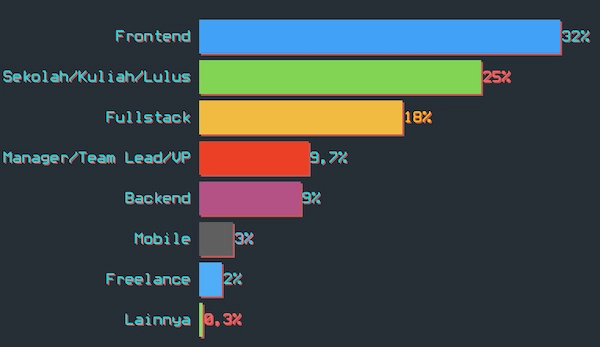 Frontend 32%
Sekolah/Kuliah/Lulus 25%
Fullstack 18%
Manager/Team Lead/VP 9.7%
Backend 9%
Mobile 3%
Freelance 2%
Lainnya 0.3%